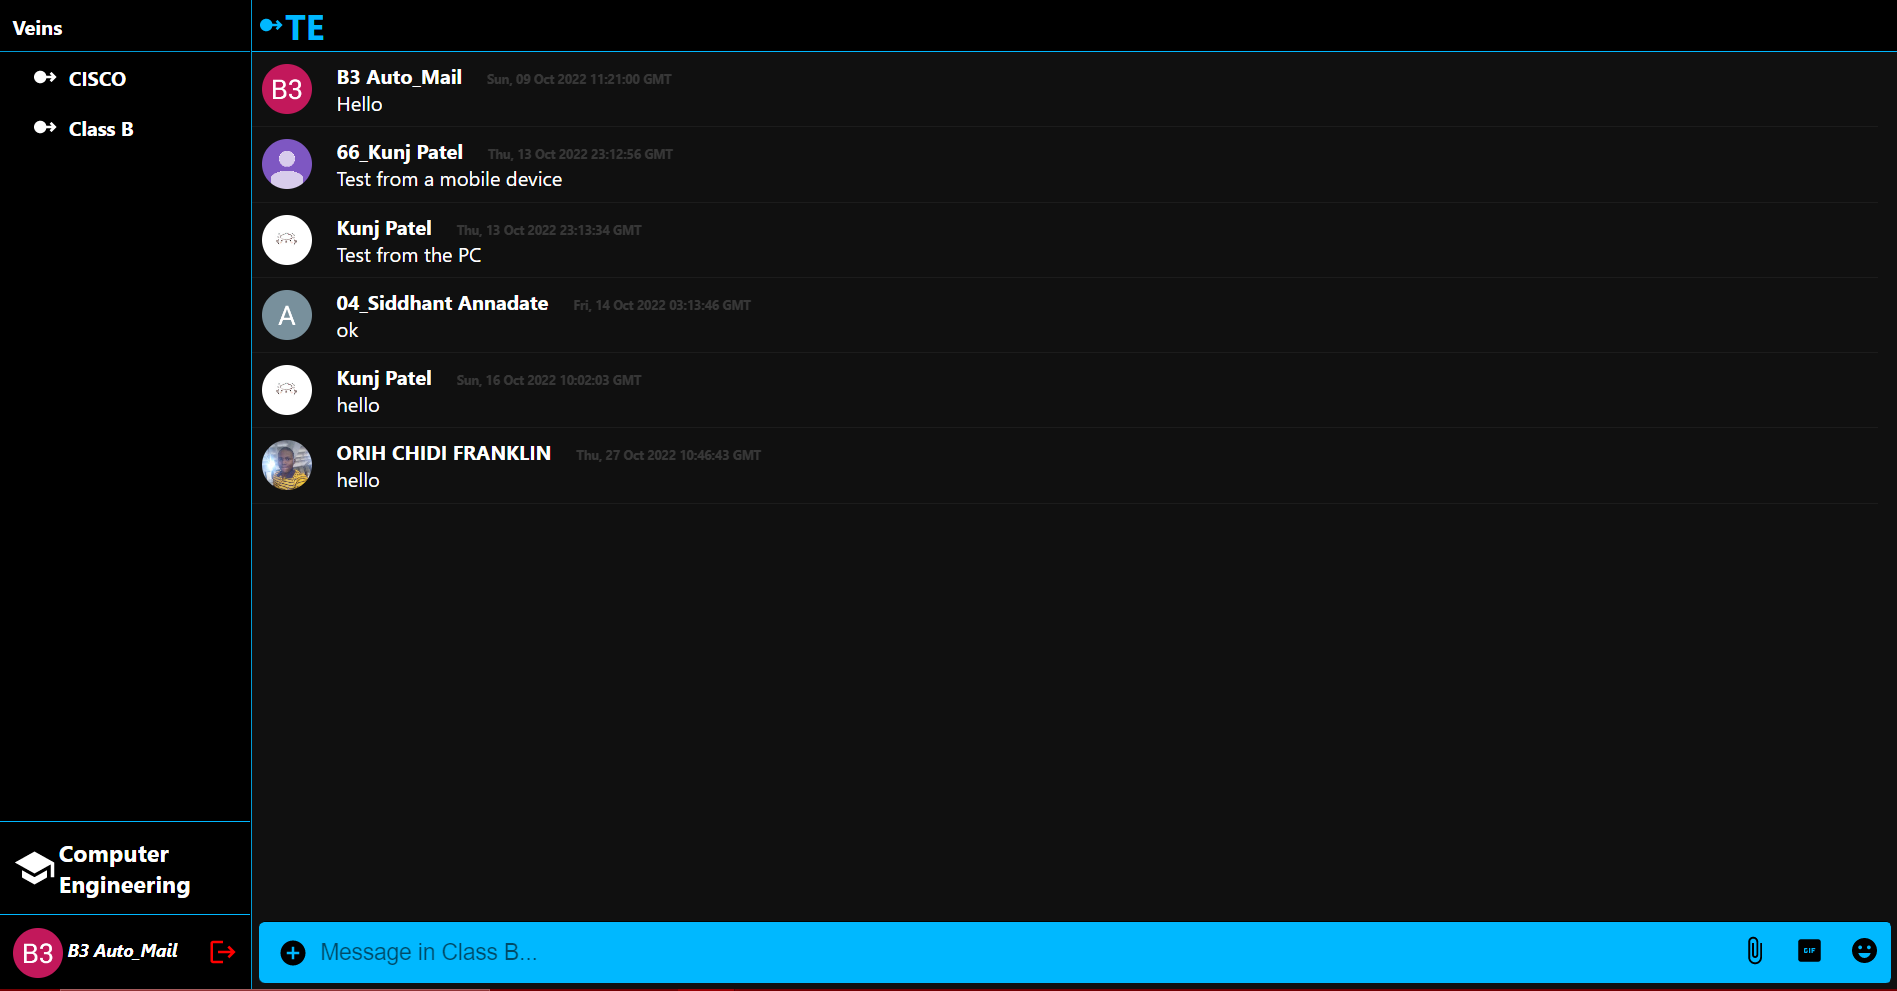 Veins
CISCO
Class B
Computer
Engineering
B3
B3 Auto_Mail
TE
B3
B3 Auto_Mail Sun, 09 Oct 2022 11:21:00 GMT
Hello
66_Kunj Patel Thu, 13 Oct 2022 23:12:56 GMT
Test from a mobile device
Kunj Patel Thu, 13 Oct 2022 23:13:34 GMT
Test from the PC
A
04_Siddhant Annadate Fri, 14 Oct 2022 03:13:46 GMT
ok
Kunj Patel Sun, 16 Oct 2022 10:02:03 GMT
hello
ORIH CHIDI FRANKLIN Thu, 27 Oct 2022 10:46:43 GMT
hello
Message in Class B...
GIF